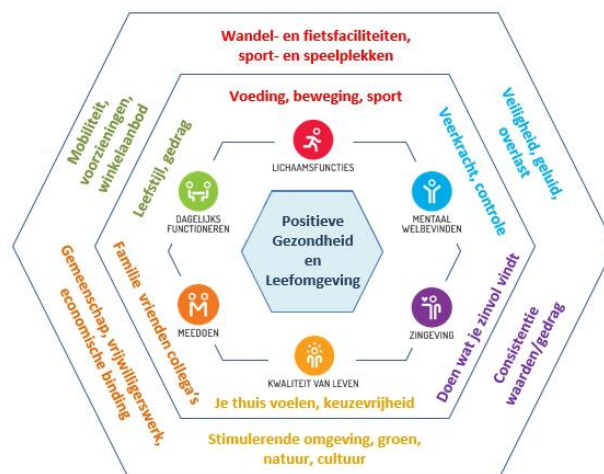 Wandel- en fietsfaciliteiten,
sport- en speelplekken
Voeding, beweging, sport
LICHAAMSFUNCTIES
Mobiliteit,
voorzieningen,
winkelaanbod
Leefstijl, gedrag
Veerkracht, controle
Veiligheid, geluid,
overlast
DAGELIJKS
FUNCTIONEREN
MENTAAL
WELBEVINDEN
Positieve
Gezondheid
en
Leefomgeving
MEEDOEN
ZINGEVING
Gemeenschap, vrijwilligerswerk,
economische binding
Familie vrienden collega's
Doen wat je zinvol vindt
Consistentie
waarden/gedrag
KWALITEIT VAN LEVEN
Je thuis voelen, keuzevrijheid
Stimulerende omgeving, groen,
natuur, cultuur